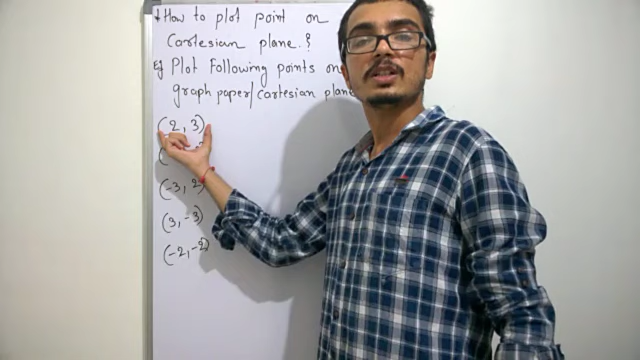 * How to plot point on
Cartesian plane.?
Eg Plot Following points on
graph paper/Cartesian plane
(2, 3)
(-3, 2)
(3, -3)
(-2, -2)